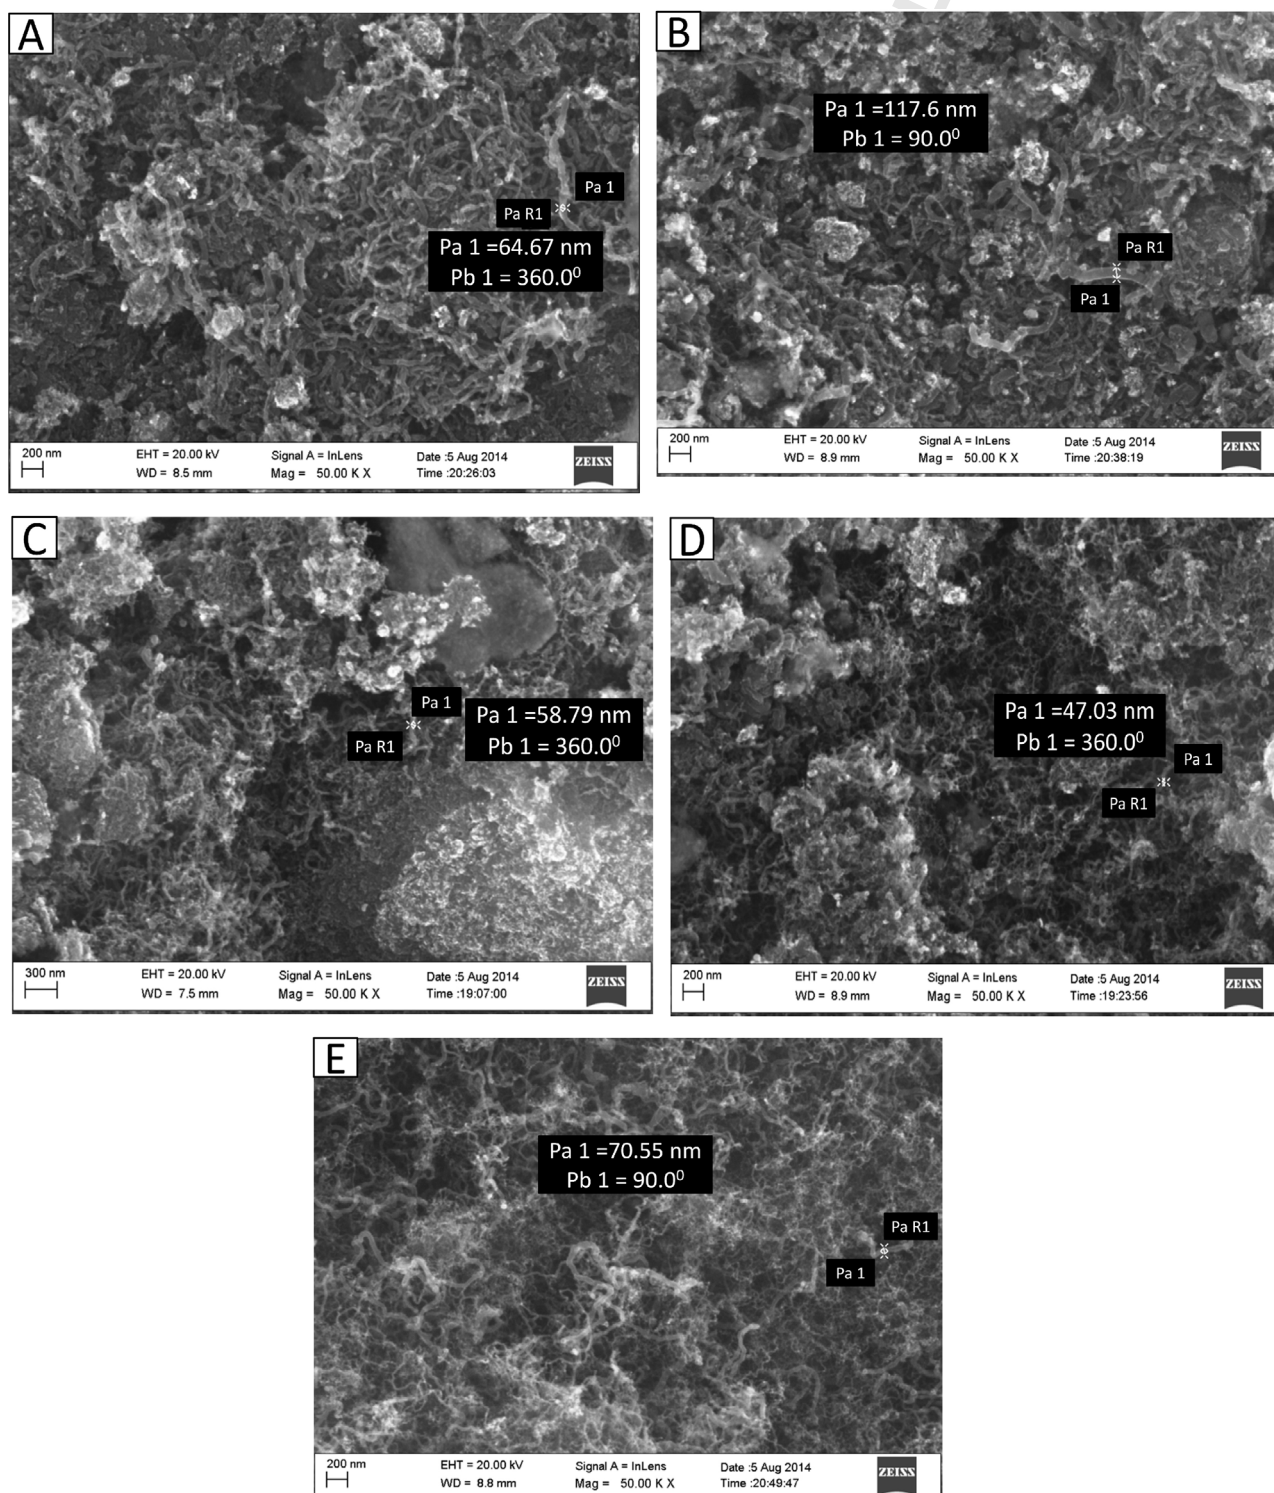 A
Pa 1
Pa R1
Pa 1 =64.67 nm
Pb 1 = 360.0⁰
200 nm
EHT = 20.00 kV
Signal A = InLens
Date :5 Aug 2014
WD = 8.5 mm
Mag = 50.00 K X
Time :20:26:03
ZEISS
B
Pa 1 =117.6 nm
Pb 1 = 90.0⁰
Pa R1
Pa 1
200 nm
EHT = 20.00 kV
Signal A = InLens
Date :5 Aug 2014
WD = 8.9 mm
Mag = 50.00 K X
Time :20:38:19
ZEISS
C
Pa 1
Pa R1
Pa 1 =58.79 nm
Pb 1 = 360.0⁰
300 nm
EHT = 20.00 kV
Signal A = InLens
Date :5 Aug 2014
WD = 7.5 mm
Mag = 50.00 K X
Time :19:07:00
ZEISS
D
Pa 1 =47.03 nm
Pb 1 = 360.0⁰
Pa 1
Pa R1
200 nm
EHT = 20.00 kV
Signal A = InLens
Date :5 Aug 2014
WD = 8.9 mm
Mag = 50.00 K X
Time :19:23:56
ZEISS
E
Pa 1 =70.55 nm
Pb 1 = 90.0⁰
Pa R1
Pa 1
200 nm
EHT = 20.00 kV
Signal A = InLens
Date :5 Aug 2014
WD = 8.8 mm
Mag = 50.00 K X
Time :20:49:47
ZEISS